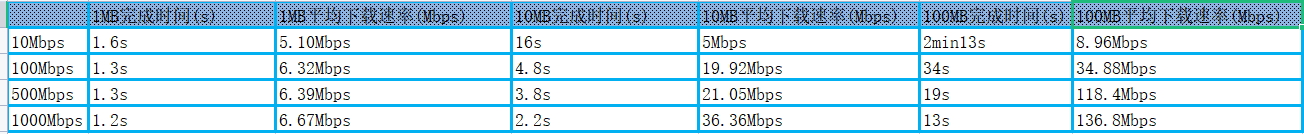 1MB完成时间(s) 1MB平均下载速率(Mbps) 10MB完成时间(s) 10MB平均下载速率(Mbps) 100MB完成时间(s) 100MB平均下载速率(Mbps)
10Mbps 1.6s 5.10Mbps 16s 5Mbps 2min13s 8.96Mbps
100Mbps 1.3s 6.32Mbps 4.8s 19.92Mbps 34s 34.88Mbps
500Mbps 1.3s 6.39Mbps 3.8s 21.05Mbps 19s 118.4Mbps
1000Mbps 1.2s 6.67Mbps 2.2s 36.36Mbps 13s 136.8Mbps